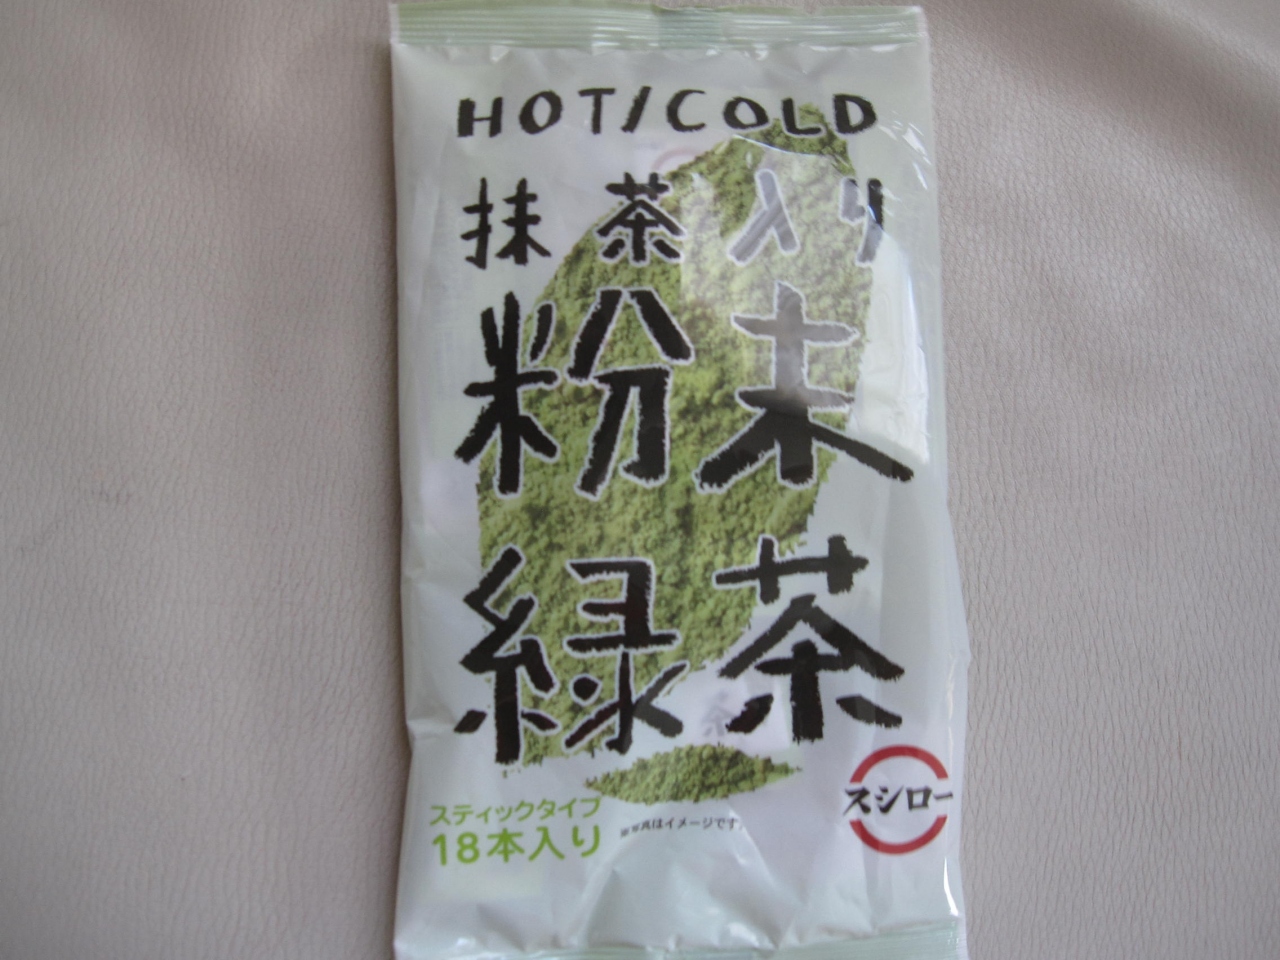 HOT/COLD
抹茶入り
粉末
緑茶
スティックタイプ
18本入り
※写真はイメージです。
スシロー